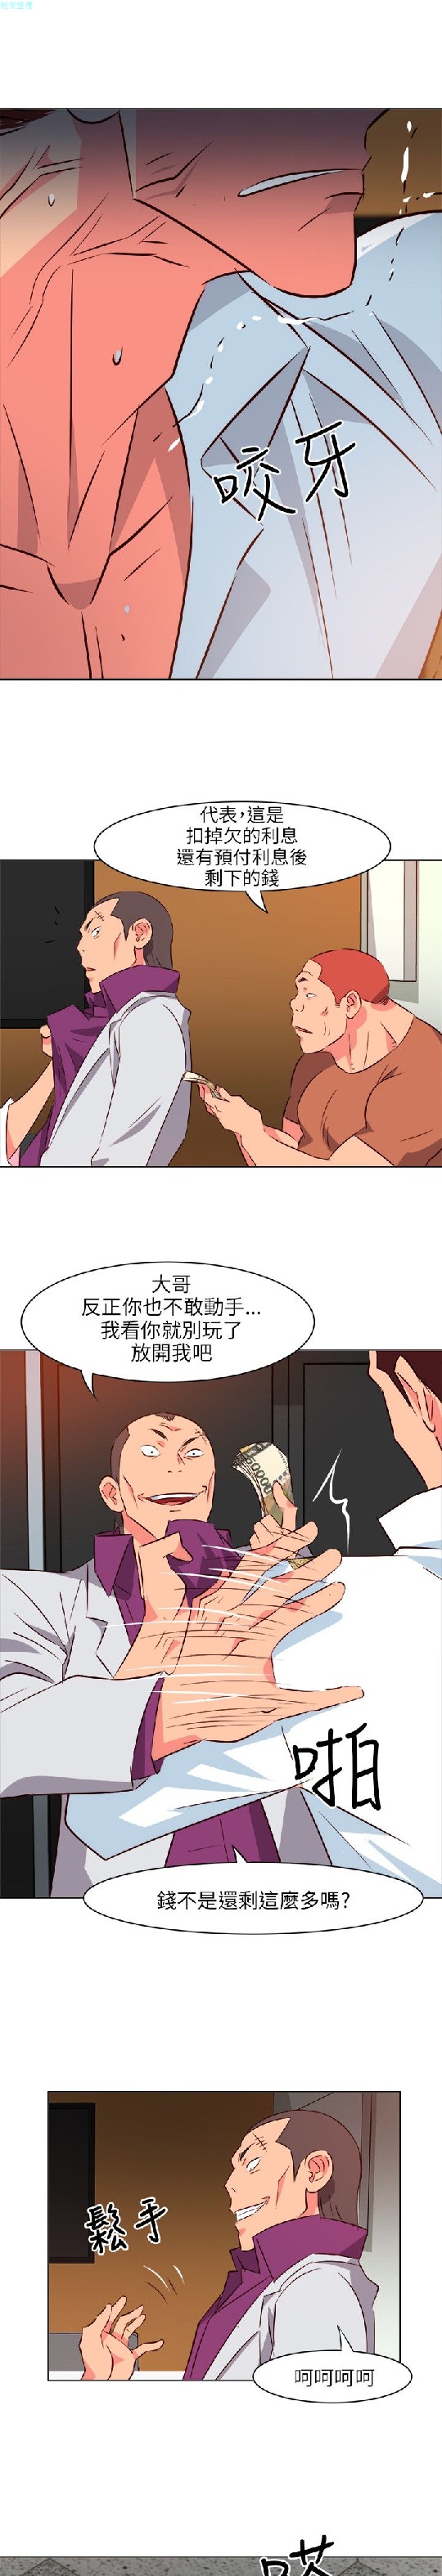 咬牙
代表，這是
扣掉欠的利息
還有預付利息後
剩下的錢
大哥
反正你也不敢動手...
我看你就別玩了
放開我吧
啪
錢不是還剩這麼多嗎？
鬆手
呵呵呵呵